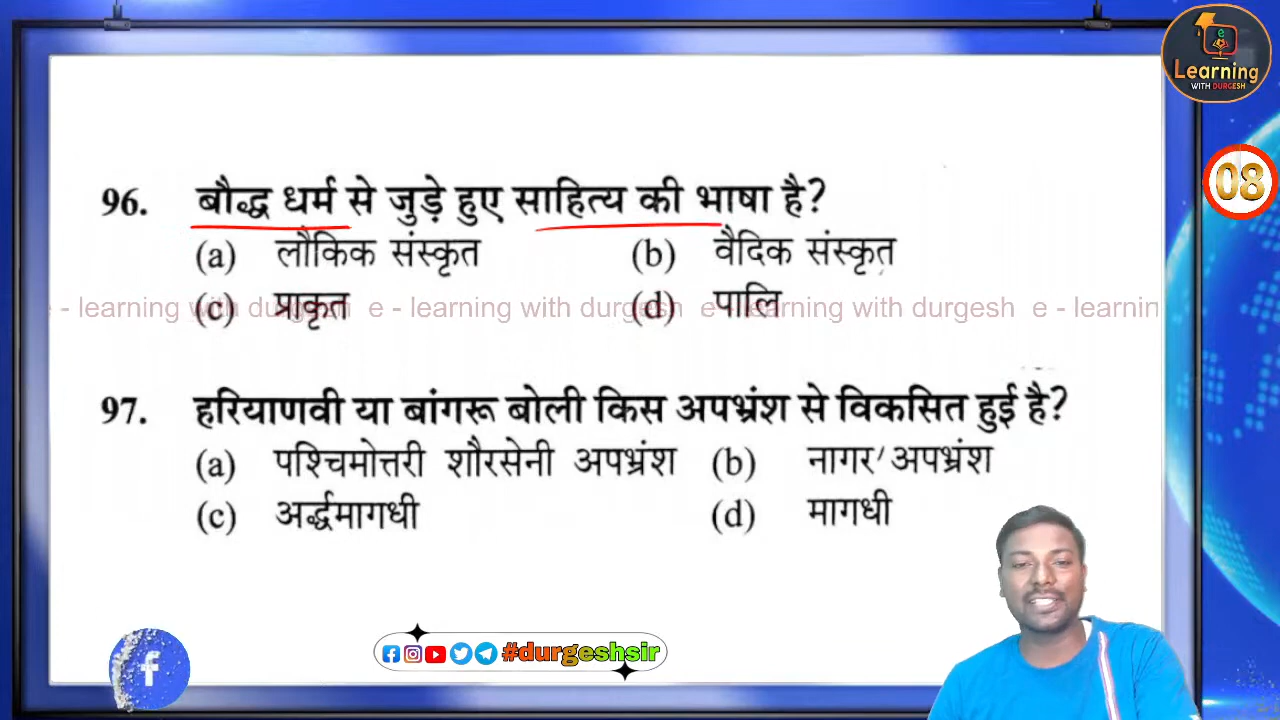 e
Learning
WITH DURGESH
08
96. बौद्ध धर्म से जुड़े हुए साहित्य की भाषा है?
(a) लौकिक संस्कृत (b) वैदिक संस्कृत
(c) प्राकृत (d) पालि
e - learning with durgesh e - learning with durgesh e - learning with durgesh e - learnin
97. हरियाणवी या बांगरू बोली किस अपभ्रंश से विकसित हुई है?
(a) पश्चिमोत्तरी शौरसेनी अपभ्रंश (b) नागर अपभ्रंश
(c) अर्द्धमागधी (d) मागधी
#durgeshsir